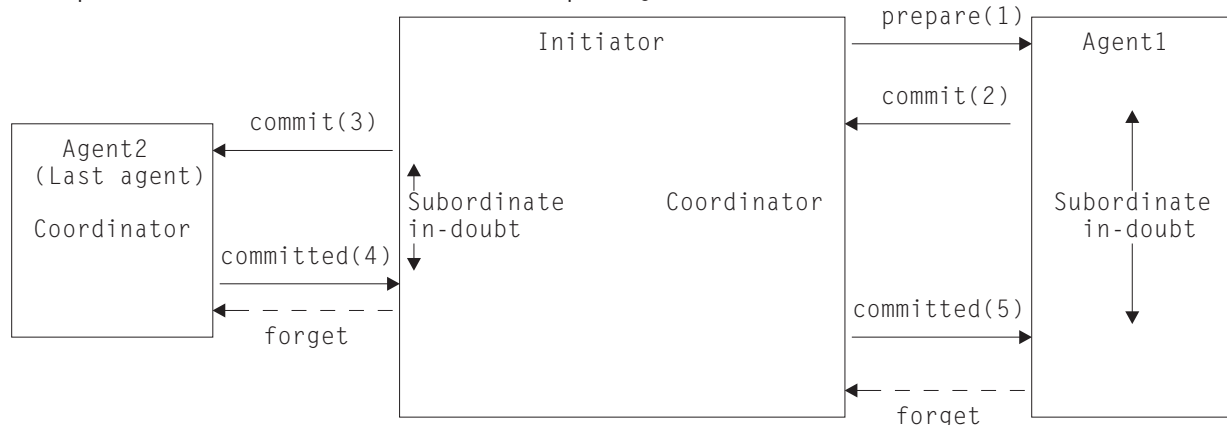 Initiator
prepare(1)
Agent1
commit(2)
commit(3)
Agent2
(Last agent)
Coordinator
Subordinate
in-doubt
Coordinator
Subordinate
in-doubt
committed(4)
forget
committed(5)
forget